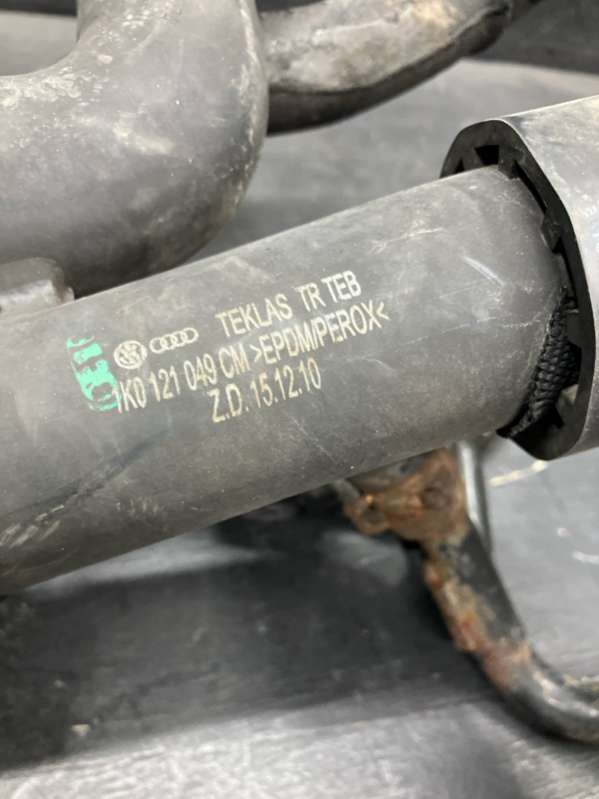 TEKLAS TR TEB
1K0 121 049 CM >EPDM/PEROX<
Z.D. 15.12.10